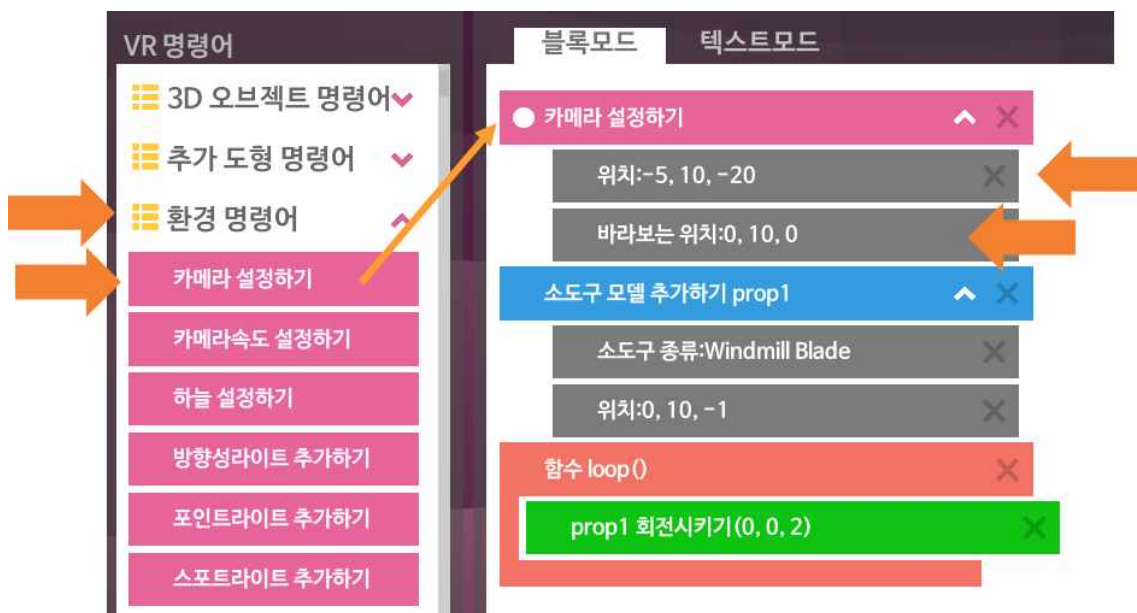 VR 명령어
3D 오브젝트 명령어
추가 도형 명령어
환경 명령어
카메라 설정하기
카메라속도 설정하기
하늘 설정하기
방향성라이트 추가하기
포인트라이트 추가하기
스포트라이트 추가하기
블록모드 텍스트모드
카메라 설정하기
위치:-5, 10, -20
바라보는 위치:0, 10, 0
소도구 모델 추가하기 prop1
소도구 종류:Windmill Blade
위치:0, 10, -1
함수 loop()
prop1 회전시키기(0, 0, 2)